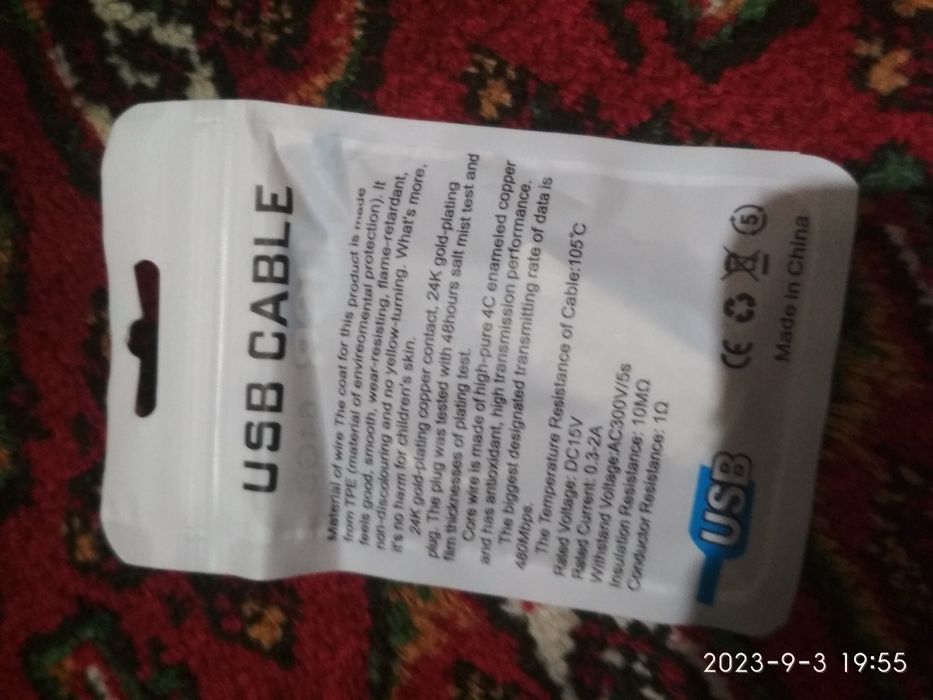 USB CABLE
Material of wire The coat for this product is made
from TPE (material of envireomental protection). It
feels good, smooth, wear-resisting, flame-retardant,
non-discolouring and no yellow-turning. What's more,
it's no harm for children's skin.
24K gold-plating copper contact, 24K gold-plating
plug. The plug was tested with 48hours salt mist test and
film thicknesses of plating test.
Core wire is made of high-pure 4C enameled copper
and has antioxidant, high transmission performance.
The biggest designated transmitting rate of data is
480Mbps.
The Temperature Resistance of Cable:105℃
Rated Voltage: DC15V
Rated Current: 0.3-2A
Withstand Voltage:AC300V/5s
Insulation Resistance: 10MΩ
Conductor Resistance: 1Ω
USB
CE 5
Made in China
2023-9-3 19:55